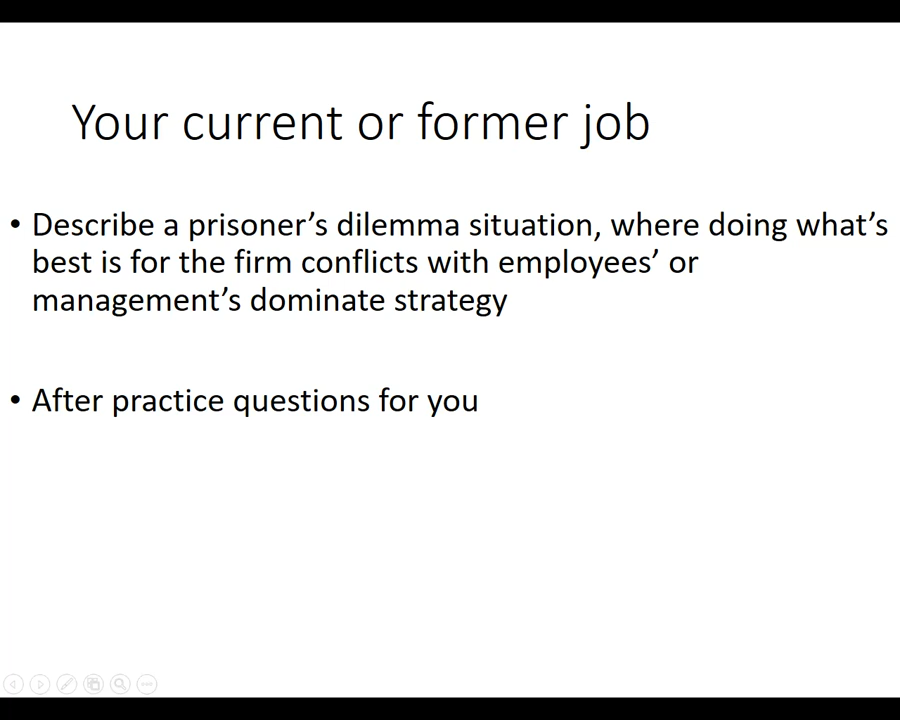 Your current or former job
• Describe a prisoner’s dilemma situation, where doing what’s
best is for the firm conflicts with employees’ or
management’s dominate strategy
• After practice questions for you